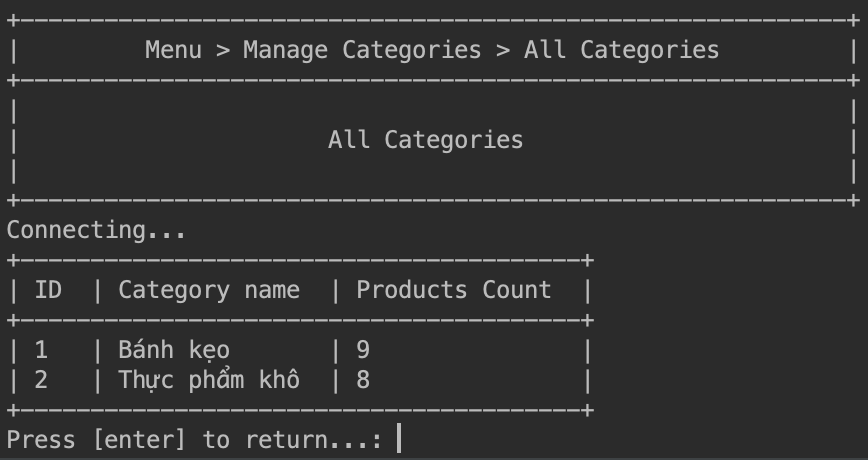 +-----------------------------------------------------------+
|         Menu > Manage Categories > All Categories         |
+-----------------------------------------------------------+
|                                                           |
|                      All Categories                       |
|                                                           |
+-----------------------------------------------------------+
Connecting...
+----------------------------------------+
| ID  | Category name  | Products Count  |
+----------------------------------------+
| 1   | Bánh kẹo       | 9               |
| 2   | Thực phẩm khô  | 8               |
+----------------------------------------+
Press [enter] to return...: